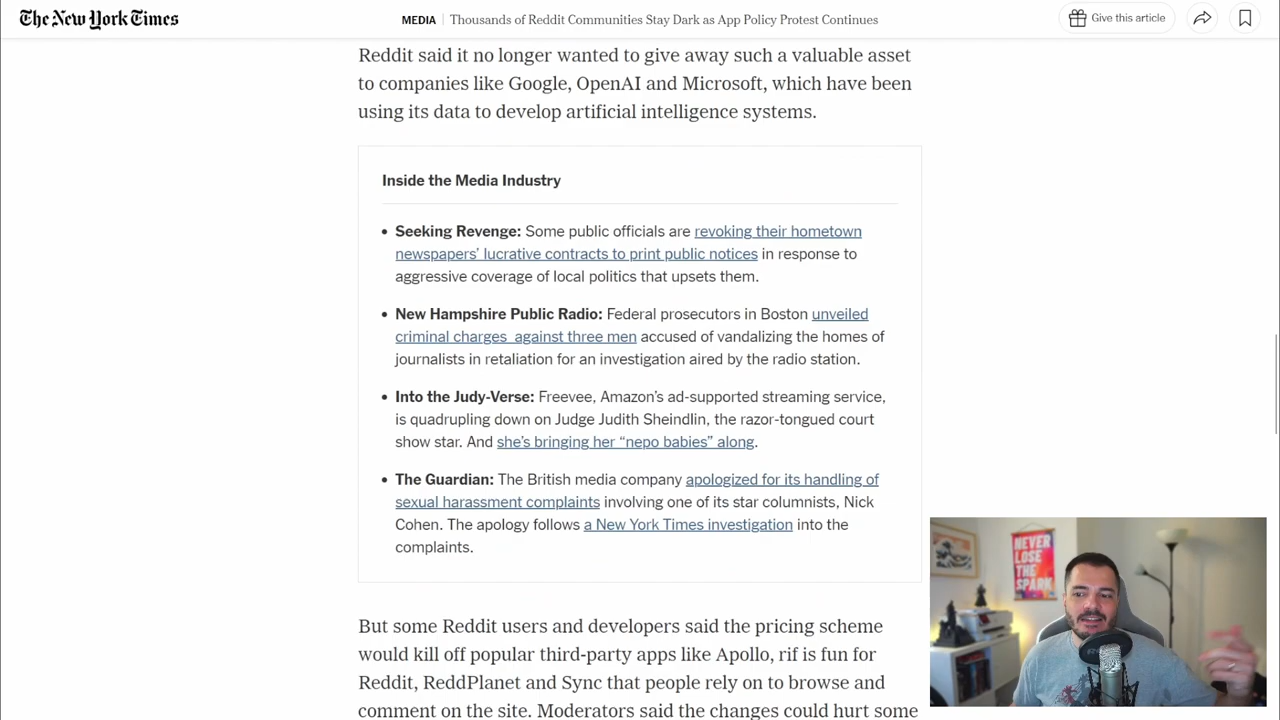 The New York Times
MEDIA | Thousands of Reddit Communities Stay Dark as App Policy Protest Continues
Give this article
Reddit said it no longer wanted to give away such a valuable asset
to companies like Google, OpenAI and Microsoft, which have been
using its data to develop artificial intelligence systems.
Inside the Media Industry
• Seeking Revenge: Some public officials are revoking their hometown
newspapers’ lucrative contracts to print public notices in response to
aggressive coverage of local politics that upsets them.
• New Hampshire Public Radio: Federal prosecutors in Boston unveiled
criminal charges against three men accused of vandalizing the homes of
journalists in retaliation for an investigation aired by the radio station.
• Into the Judy-Verse: Freevee, Amazon’s ad-supported streaming service,
is quadrupling down on Judge Judith Sheindlin, the razor-tongued court
show star. And she’s bringing her “nepo babies” along.
• The Guardian: The British media company apologized for its handling of
sexual harassment complaints involving one of its star columnists, Nick
Cohen. The apology follows a New York Times investigation into the
complaints.
But some Reddit users and developers said the pricing scheme
would kill off popular third-party apps like Apollo, rif is fun for
Reddit, ReddPlanet and Sync that people rely on to browse and
comment on the site. Moderators said the changes could hurt some
NEVER
LOSE
THE
SPARK